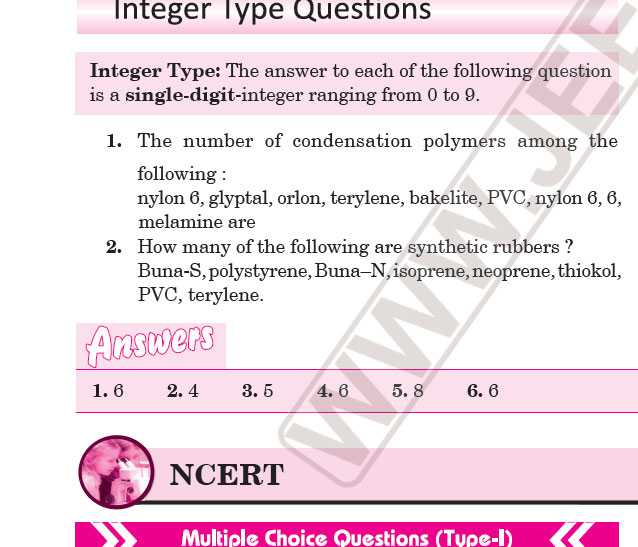 Integer Type Questions
Integer Type: The answer to each of the following question
is a single-digit-integer ranging from 0 to 9.
1. The number of condensation polymers among the
following :
nylon 6, glyptal, orlon, terylene, bakelite, PVC, nylon 6, 6,
melamine are
2. How many of the following are synthetic rubbers ?
Buna-S, polystyrene, Buna–N, isoprene, neoprene, thiokol,
PVC, terylene.
Answers
1. 6 2. 4 3. 5 4. 6 5. 8 6. 6
NCERT
Multiple Choice Questions (Type-I)
WWW.JEE